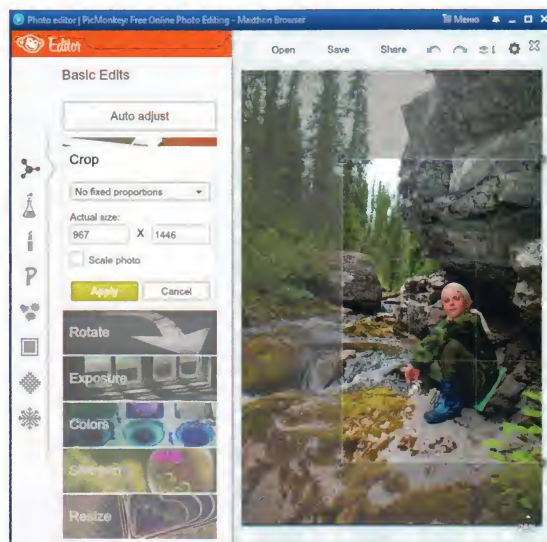 Photo editor | PicMonkey: Free Online Photo Editing - Maxthon Browser
Меню
Editor
Open
Save
Share
Basic Edits
Auto adjust
Crop
No fixed proportions
Actual size:
967 X 1446
Scale photo
Apply
Cancel
P
Rotate
Exposure
Colors
Sharpen
Resize